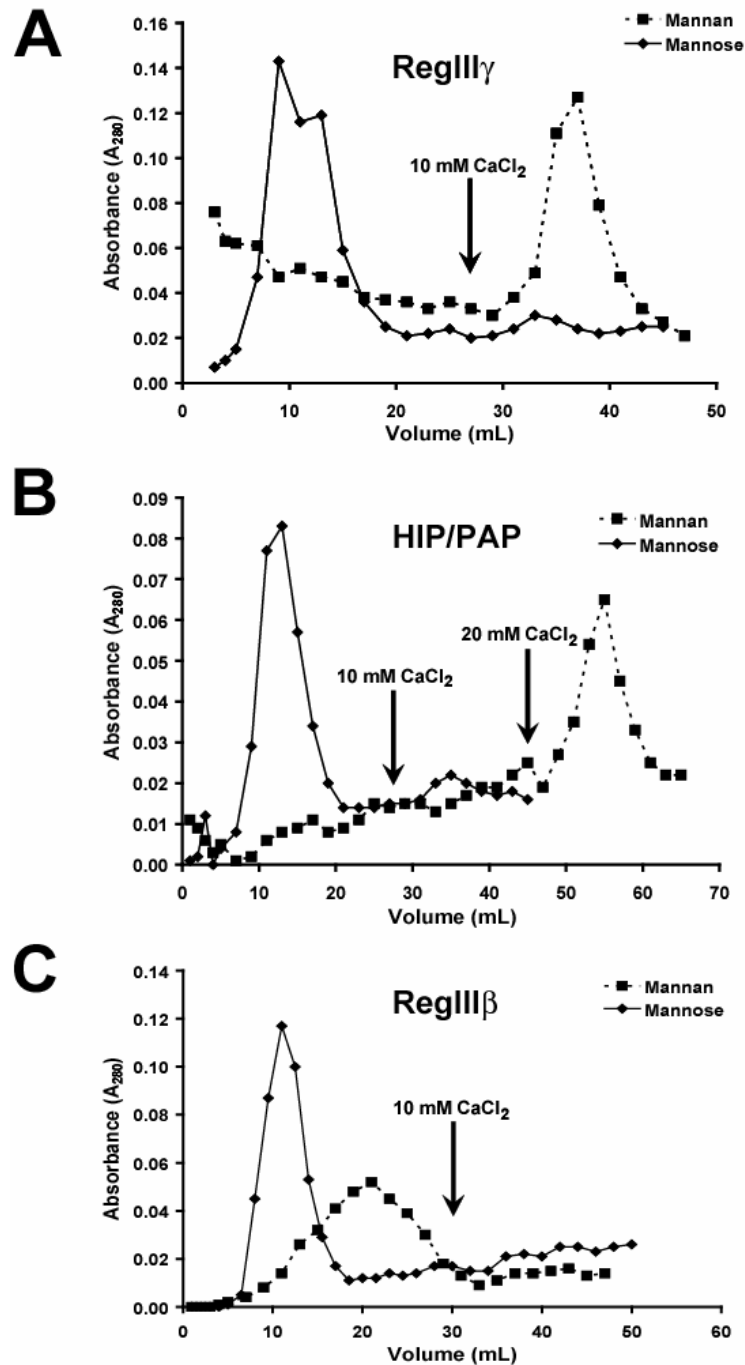 A
0.16
0.14
0.12
0.10
0.08
0.06
0.04
0.02
0.00
Absorbance (A280)
RegIIIγ
Mannan
Mannose
10 mM CaCl2
0 10 20 30 40 50
Volume (mL)
B
0.09
0.08
0.07
0.06
0.05
0.04
0.03
0.02
0.01
0.00
Absorbance (A280)
HIP/PAP
Mannan
Mannose
10 mM CaCl2
20 mM CaCl2
0 10 20 30 40 50 60 70
Volume (mL)
C
0.14
0.12
0.10
0.08
0.06
0.04
0.02
0.00
Absorbance (A280)
RegIIIβ
Mannan
Mannose
10 mM CaCl2
0 10 20 30 40 50 60
Volume (mL)